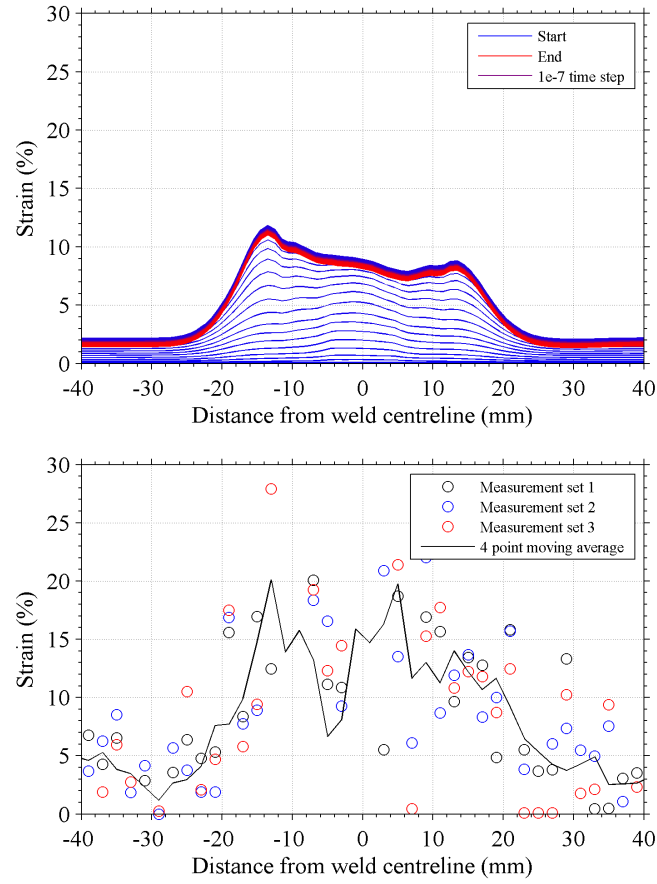 30
25
20
15
10
5
0
Strain (%)
Start
End
1e-7 time step
-40 -30 -20 -10 0 10 20 30 40
Distance from weld centreline (mm)
30
25
20
15
10
5
0
Strain (%)
Measurement set 1
Measurement set 2
Measurement set 3
4 point moving average
-40 -30 -20 -10 0 10 20 30 40
Distance from weld centreline (mm)